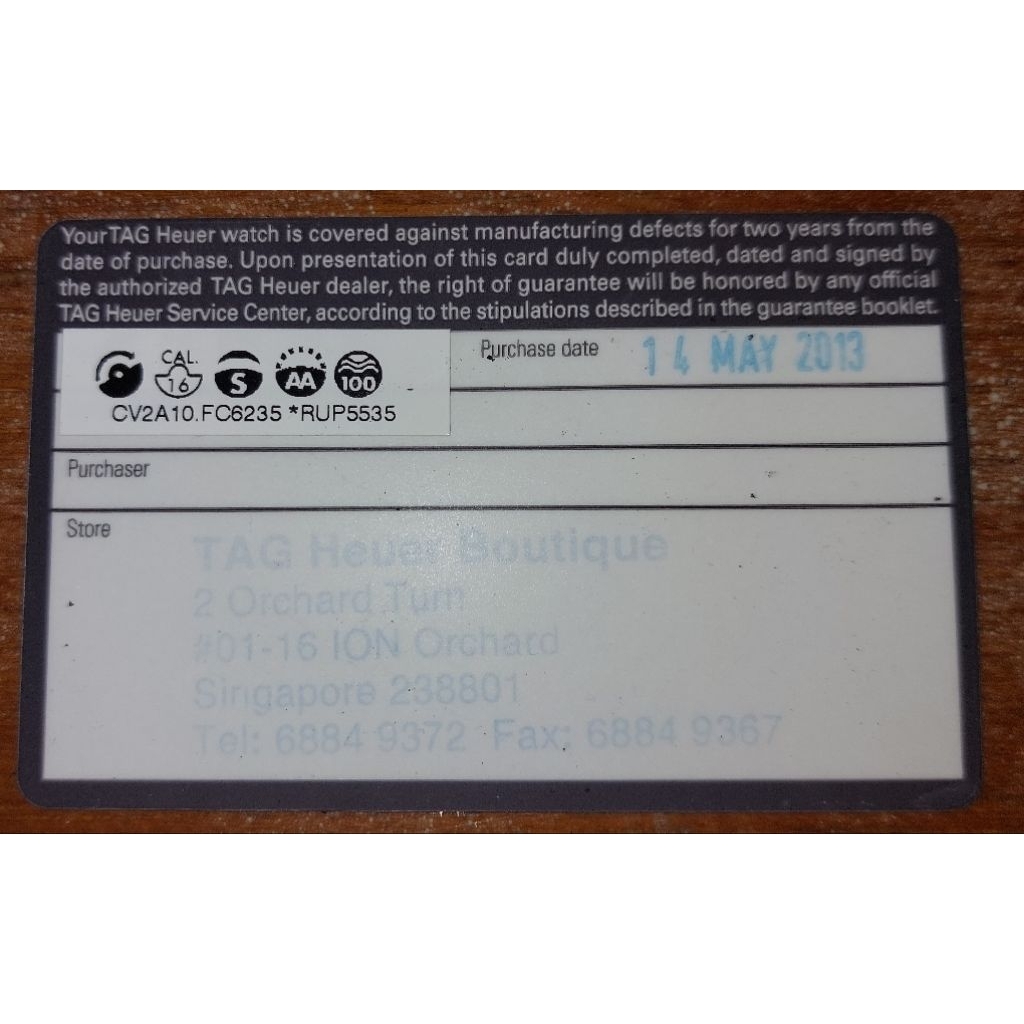 Your TAG Heuer watch is covered against manufacturing defects for two years from the
date of purchase. Upon presentation of this card duly completed, dated and signed by
the authorized TAG Heuer dealer, the right of guarantee will be honored by any official
TAG Heuer Service Center, according to the stipulations described in the guarantee booklet.
Purchase date 14 MAY 2013
CAL.
16 S AA 100
CV2A10.FC6235 *RUP5535
Purchaser
Store
TAG Heuer Boutique
2 Orchard Turn
#01-16 ION Orchard
Singapore 238801
Tel: 6884 9372 Fax: 6884 9367